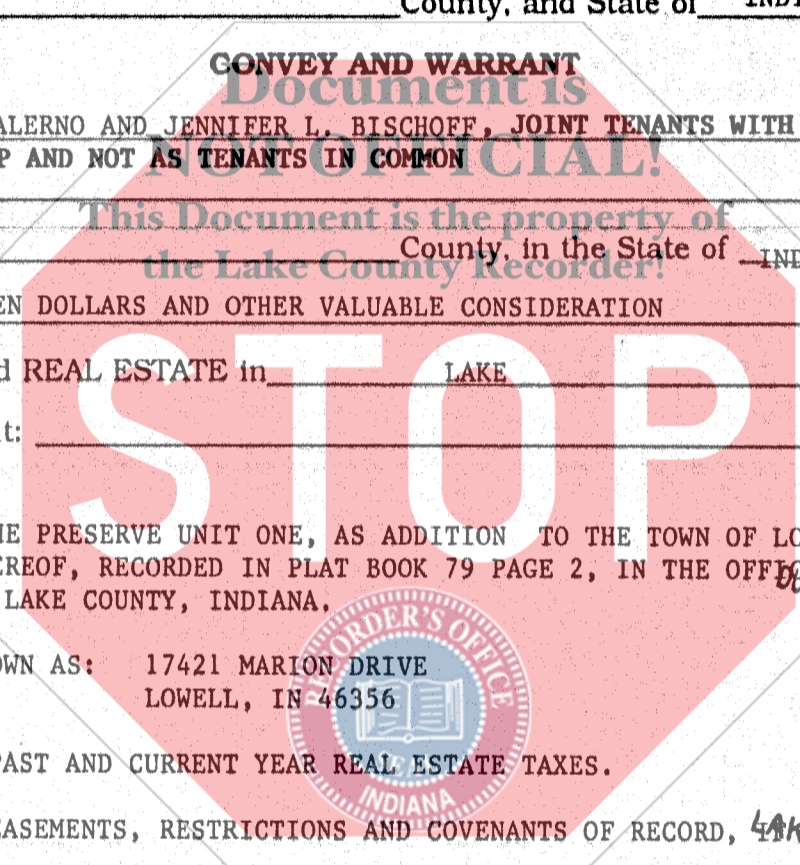 County, and State of
CONVEY AND WARRANT
Document is
ALERNO AND JENNIFER L. BISCHOFF, JOINT TENANTS WITH
NOT OFFICIAL!
P AND NOT AS TENANTS IN COMMON
This Document is the property of
County, in the State of IND
the Lake County Recorder!
EN DOLLARS AND OTHER VALUABLE CONSIDERATION
d REAL ESTATE in LAKE
t:
STOP
HE PRESERVE UNIT ONE, AS ADDITION TO THE TOWN OF LO
EREOF, RECORDED IN PLAT BOOK 79 PAGE 2, IN THE OFFIC
LAKE COUNTY, INDIANA.
RECORDER'S OFFICE
OWN AS: 17421 MARION DRIVE
LOWELL, IN 46356
PAST AND CURRENT YEAR REAL ESTATE TAXES.
INDIANA
EASEMENTS, RESTRICTIONS AND COVENANTS OF RECORD,